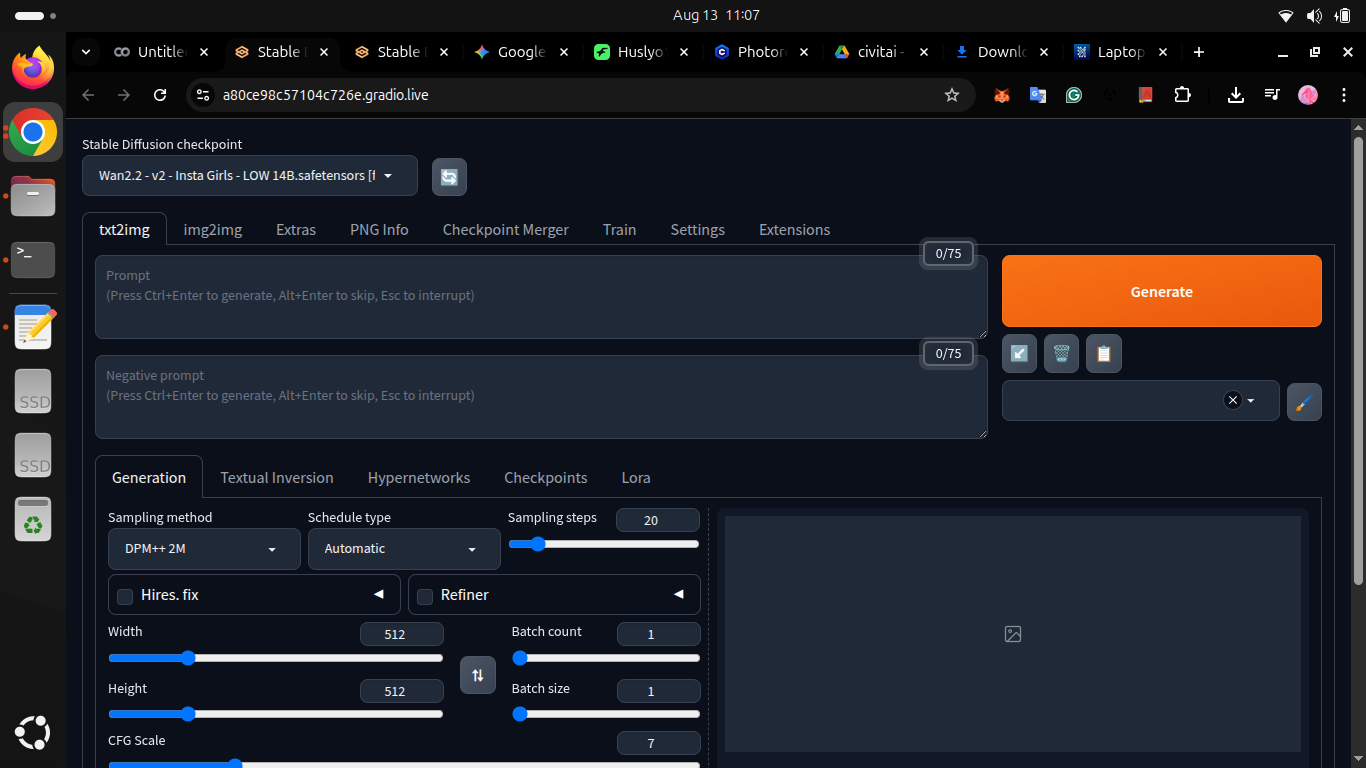 Aug 13 11:07
Untitle
Stable
Stable
Google
Huslyo
Photor
civitai -
Downl
Laptop
a80ce98c57104c726e.gradio.live
Stable Diffusion checkpoint
Wan2.2 - v2 - Insta Girls - LOW 14B.safetensors [f
txt2img
img2img
Extras
PNG Info
Checkpoint Merger
Train
Settings
Extensions
0/75
Prompt
(Press Ctrl+Enter to generate, Alt+Enter to skip, Esc to interrupt)
Generate
0/75
Negative prompt
(Press Ctrl+Enter to generate, Alt+Enter to skip, Esc to interrupt)
SSD
SSD
Generation
Textual Inversion
Hypernetworks
Checkpoints
Lora
Sampling method
Schedule type
Sampling steps
20
DPM++ 2M
Automatic
Hires. fix
Refiner
Width
512
Batch count
1
Height
512
Batch size
1
CFG Scale
7